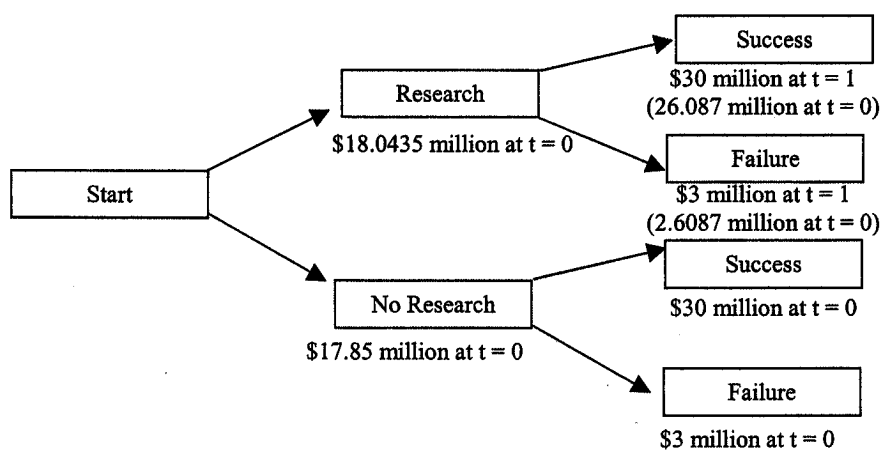 Success
$30 million at t = 1
(26.087 million at t = 0)
Research
$18.0435 million at t = 0
Failure
$3 million at t = 1
(2.6087 million at t = 0)
Start
Success
$30 million at t = 0
No Research
$17.85 million at t = 0
Failure
$3 million at t = 0